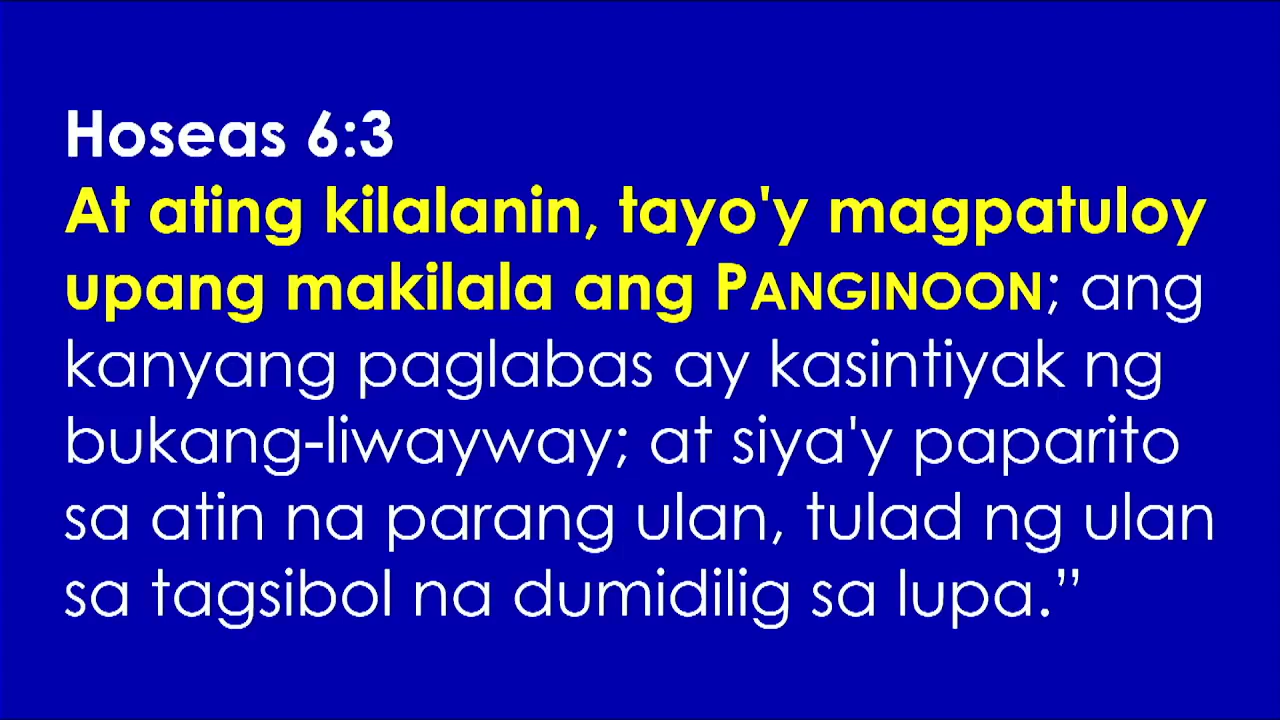 Hoseas 6:3
At ating kilalanin, tayo'y magpatuloy
upang makilala ang PANGINOON; ang
kanyang paglabas ay kasintiyak ng
bukang-liwayway; at siya'y paparito
sa atin na parang ulan, tulad ng ulan
sa tagsibol na dumidilig sa lupa.”